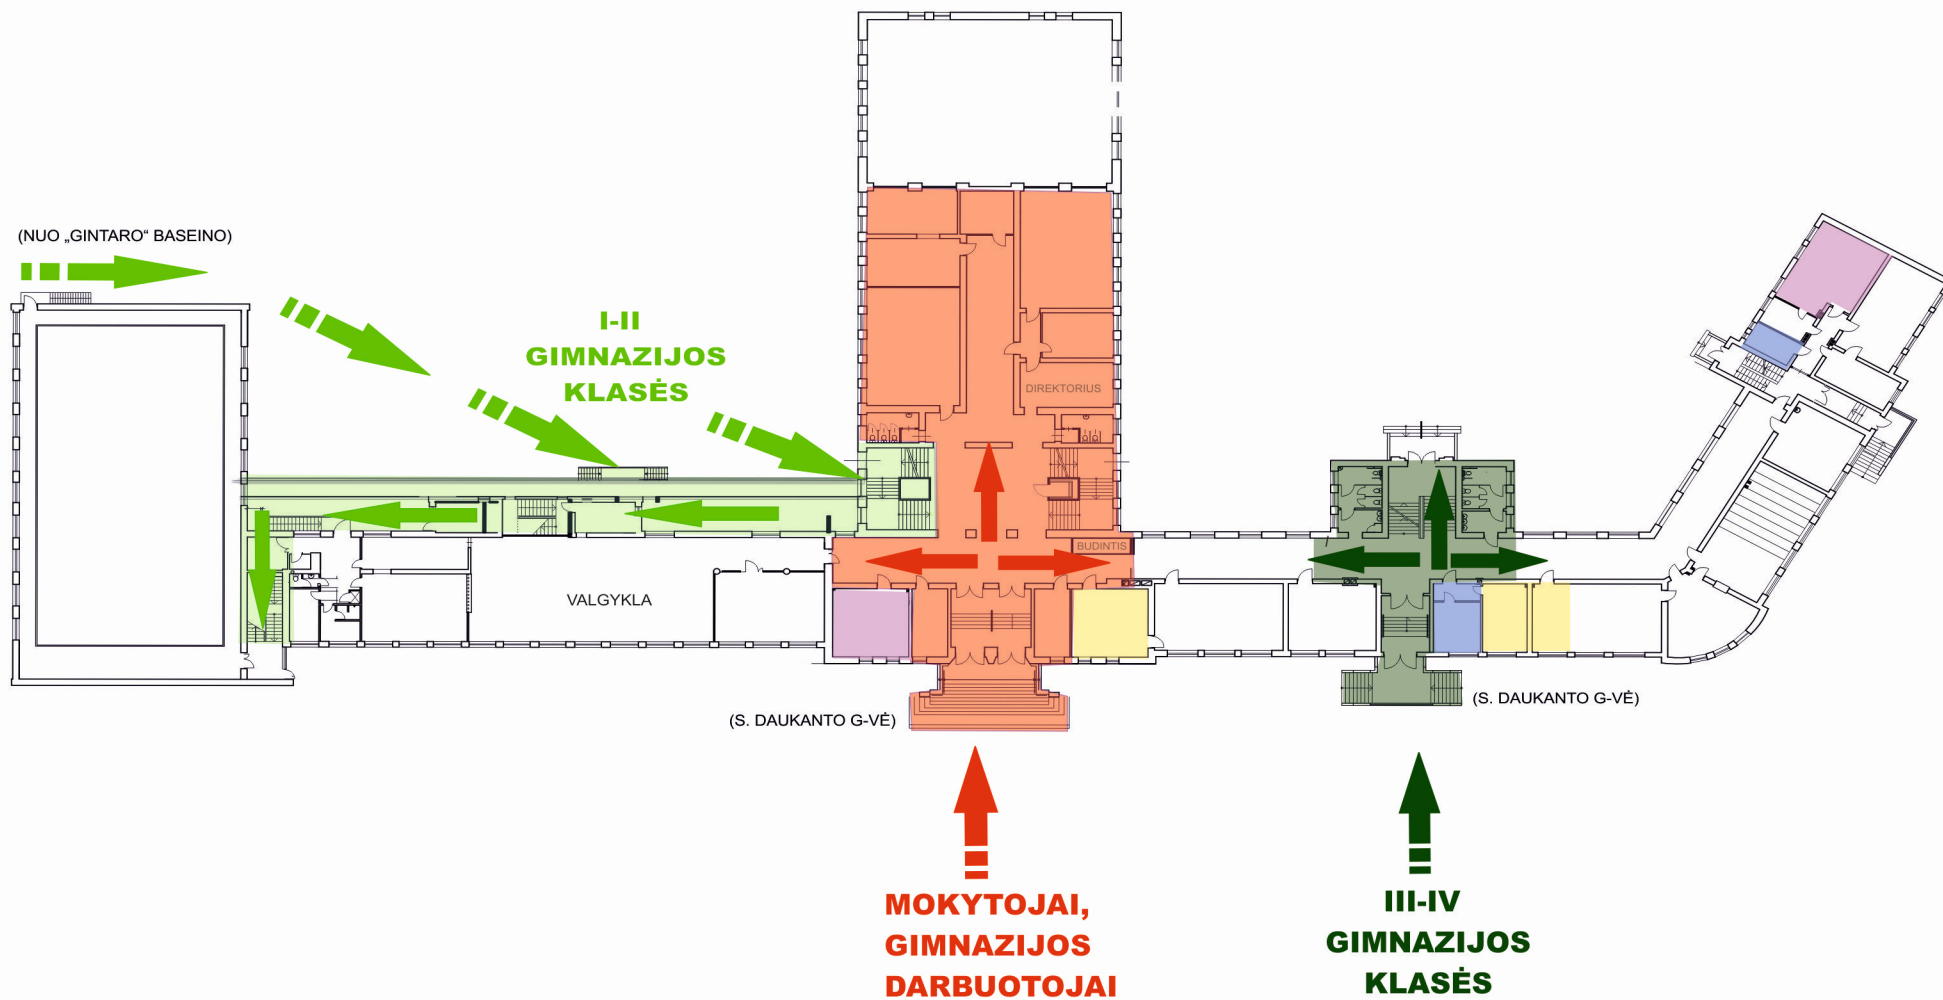 (NUO „GINTARO“ BASEINO)
I-II
GIMNAZIJOS
KLASĖS
DIREKTORIUS
BUDINTIS
VALGYKLA
(S. DAUKANTO G-VĖ)
(S. DAUKANTO G-VĖ)
MOKYTOJAI,
GIMNAZIJOS
DARBUOTOJAI
III-IV
GIMNAZIJOS
KLASĖS